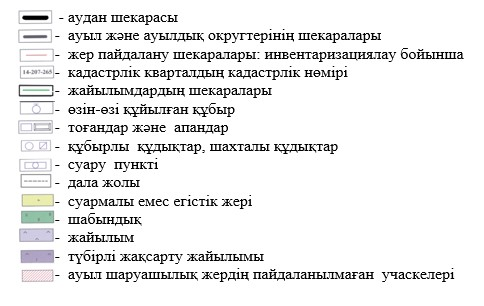 - аудан шекарасы
- ауыл және ауылдық округтерінің шекаралары
- жер пайдалану шекаралары: инвентаризациялау бойынша
14-207-265 - кадастрлік кварталдың кадастрлік нөмірі
- жайылымдардың шекаралары
- өзін-өзі құйылған құбыр
- тоғандар және апандар
- құбырлы құдықтар, шахталы құдықтар
- суару пункті
- дала жолы
- суармалы емес егістік жері
- шабындық
- жайылым
- түбірлі жақсарту жайылымы
- ауыл шаруашылық жердің пайдаланылмаған учаскелері